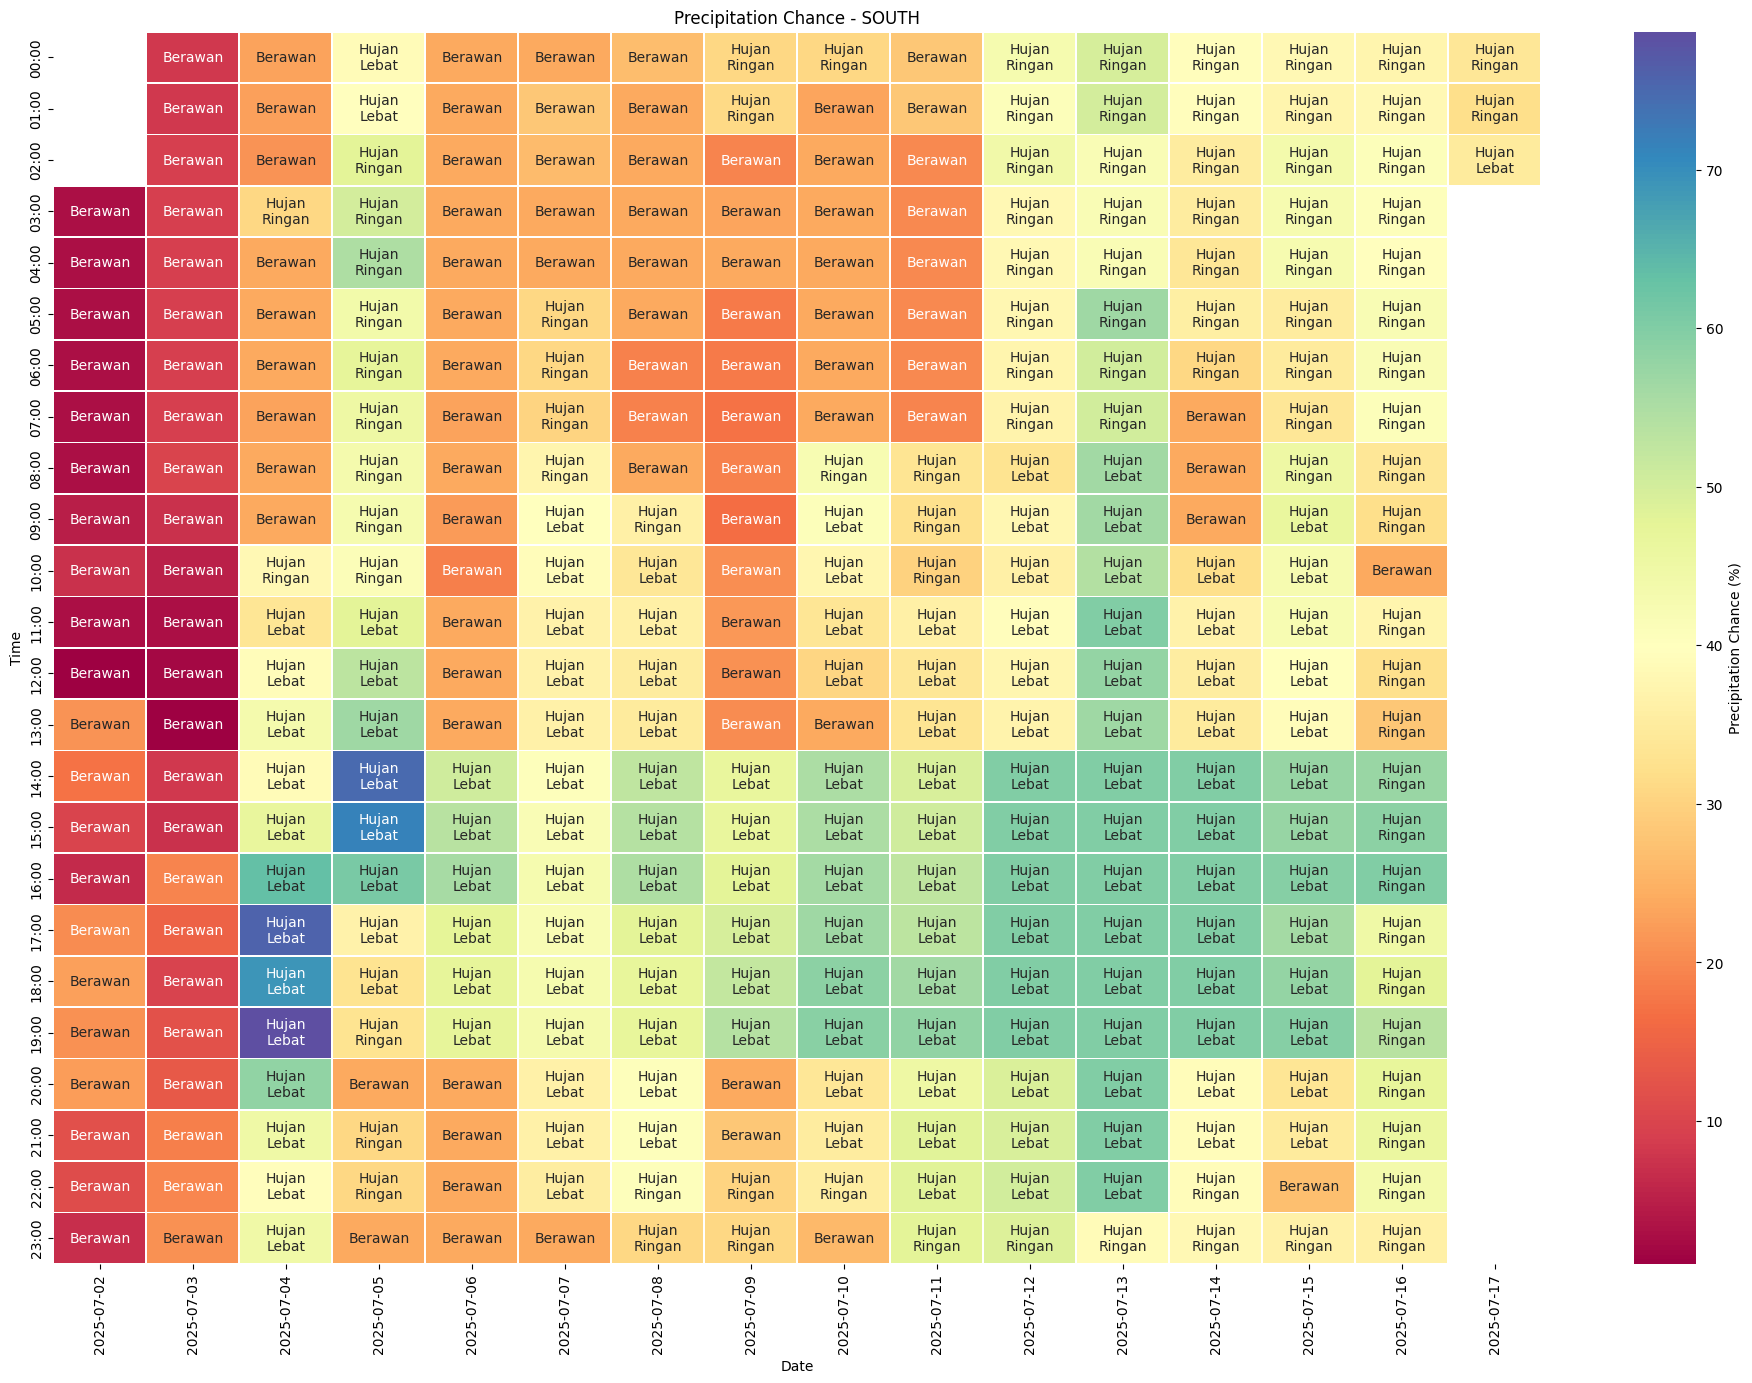 Precipitation Chance - SOUTH
00:00 Berawan Berawan Hujan Lebat Berawan Berawan Berawan Hujan Ringan Hujan Ringan Berawan Hujan Ringan Hujan Ringan Hujan Ringan Hujan Ringan Hujan Ringan Hujan Ringan
01:00 Berawan Berawan Hujan Lebat Berawan Berawan Berawan Hujan Ringan Berawan Berawan Hujan Ringan Hujan Ringan Hujan Ringan Hujan Ringan Hujan Ringan Hujan Ringan
02:00 Berawan Berawan Hujan Ringan Berawan Berawan Berawan Berawan Berawan Berawan Hujan Ringan Hujan Ringan Hujan Ringan Hujan Ringan Hujan Ringan Hujan Lebat
03:00 Berawan Berawan Hujan Ringan Hujan Ringan Berawan Berawan Berawan Berawan Berawan Berawan Hujan Ringan Hujan Ringan Hujan Ringan Hujan Ringan Hujan Ringan
04:00 Berawan Berawan Berawan Hujan Ringan Berawan Berawan Berawan Berawan Berawan Berawan Hujan Ringan Hujan Ringan Hujan Ringan Hujan Ringan Hujan Ringan
05:00 Berawan Berawan Berawan Hujan Ringan Berawan Hujan Ringan Berawan Berawan Berawan Berawan Hujan Ringan Hujan Ringan Hujan Ringan Hujan Ringan Hujan Ringan
06:00 Berawan Berawan Berawan Hujan Ringan Berawan Hujan Ringan Berawan Berawan Berawan Berawan Hujan Ringan Hujan Ringan Hujan Ringan Hujan Ringan Hujan Ringan
07:00 Berawan Berawan Berawan Hujan Ringan Berawan Hujan Ringan Berawan Berawan Berawan Berawan Hujan Ringan Hujan Ringan Berawan Hujan Ringan Hujan Ringan
08:00 Berawan Berawan Berawan Hujan Ringan Berawan Hujan Ringan Berawan Berawan Hujan Ringan Hujan Ringan Hujan Lebat Hujan Lebat Berawan Hujan Ringan Hujan Ringan
09:00 Berawan Berawan Berawan Hujan Ringan Berawan Hujan Lebat Hujan Ringan Berawan Hujan Lebat Hujan Ringan Hujan Lebat Hujan Lebat Berawan Hujan Lebat Hujan Ringan
10:00 Berawan Berawan Hujan Ringan Hujan Ringan Berawan Hujan Lebat Hujan Lebat Berawan Hujan Lebat Hujan Ringan Hujan Lebat Hujan Lebat Hujan Lebat Hujan Lebat Berawan
11:00 Berawan Berawan Hujan Lebat Hujan Lebat Berawan Hujan Lebat Hujan Lebat Berawan Hujan Lebat Hujan Lebat Hujan Lebat Hujan Lebat Hujan Lebat Hujan Lebat Hujan Ringan
12:00 Berawan Berawan Hujan Lebat Hujan Lebat Berawan Hujan Lebat Hujan Lebat Berawan Hujan Lebat Hujan Lebat Hujan Lebat Hujan Lebat Hujan Lebat Hujan Lebat Hujan Ringan
13:00 Berawan Berawan Hujan Lebat Hujan Lebat Berawan Hujan Lebat Hujan Lebat Berawan Berawan Hujan Lebat Hujan Lebat Hujan Lebat Hujan Lebat Hujan Lebat Hujan Ringan
14:00 Berawan Berawan Hujan Lebat Hujan Lebat Hujan Lebat Hujan Lebat Hujan Lebat Hujan Lebat Hujan Lebat Hujan Lebat Hujan Lebat Hujan Lebat Hujan Lebat Hujan Lebat Hujan Ringan
15:00 Berawan Berawan Hujan Lebat Hujan Lebat Hujan Lebat Hujan Lebat Hujan Lebat Hujan Lebat Hujan Lebat Hujan Lebat Hujan Lebat Hujan Lebat Hujan Lebat Hujan Lebat Hujan Ringan
16:00 Berawan Berawan Hujan Lebat Hujan Lebat Hujan Lebat Hujan Lebat Hujan Lebat Hujan Lebat Hujan Lebat Hujan Lebat Hujan Lebat Hujan Lebat Hujan Lebat Hujan Lebat Hujan Ringan
17:00 Berawan Berawan Hujan Lebat Hujan Lebat Hujan Lebat Hujan Lebat Hujan Lebat Hujan Lebat Hujan Lebat Hujan Lebat Hujan Lebat Hujan Lebat Hujan Lebat Hujan Lebat Hujan Ringan
18:00 Berawan Berawan Hujan Lebat Hujan Lebat Hujan Lebat Hujan Lebat Hujan Lebat Hujan Lebat Hujan Lebat Hujan Lebat Hujan Lebat Hujan Lebat Hujan Lebat Hujan Lebat Hujan Ringan
19:00 Berawan Berawan Hujan Lebat Hujan Ringan Hujan Lebat Hujan Lebat Hujan Lebat Hujan Lebat Hujan Lebat Hujan Lebat Hujan Lebat Hujan Lebat Hujan Lebat Hujan Lebat Hujan Ringan
20:00 Berawan Berawan Hujan Lebat Berawan Berawan Hujan Lebat Hujan Lebat Berawan Hujan Lebat Hujan Lebat Hujan Lebat Hujan Lebat Hujan Lebat Hujan Lebat Hujan Ringan
21:00 Berawan Berawan Hujan Lebat Hujan Ringan Berawan Hujan Lebat Hujan Lebat Berawan Hujan Lebat Hujan Lebat Hujan Lebat Hujan Lebat Hujan Lebat Hujan Lebat Hujan Ringan
22:00 Berawan Berawan Hujan Lebat Hujan Ringan Berawan Hujan Lebat Hujan Ringan Hujan Ringan Hujan Ringan Hujan Lebat Hujan Lebat Hujan Lebat Hujan Ringan Berawan Hujan Ringan
23:00 Berawan Berawan Hujan Lebat Berawan Berawan Berawan Hujan Ringan Hujan Ringan Berawan Hujan Ringan Hujan Ringan Hujan Ringan Hujan Ringan Hujan Ringan Hujan Ringan
Time
2025-07-02
2025-07-03
2025-07-04
2025-07-05
2025-07-06
2025-07-07
2025-07-08
2025-07-09
2025-07-10
2025-07-11
2025-07-12
2025-07-13
2025-07-14
2025-07-15
2025-07-16
2025-07-17
Date
70
60
50
40
30
20
10
Precipitation Chance (%)